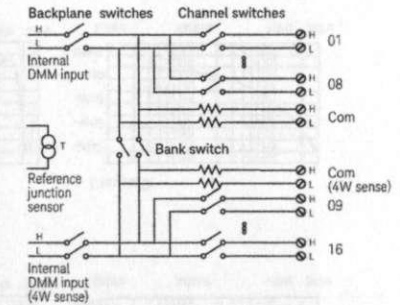 Backplane switches Channel switches
H
L
Internal
DMM input
H
L
01
H
L
08
H
L
Com
T
Bank switch
Reference
junction
sensor
H
L
Com
(4W sense)
H
L
09
H
L
Internal
DMM input
(4W sense)
H
L
16